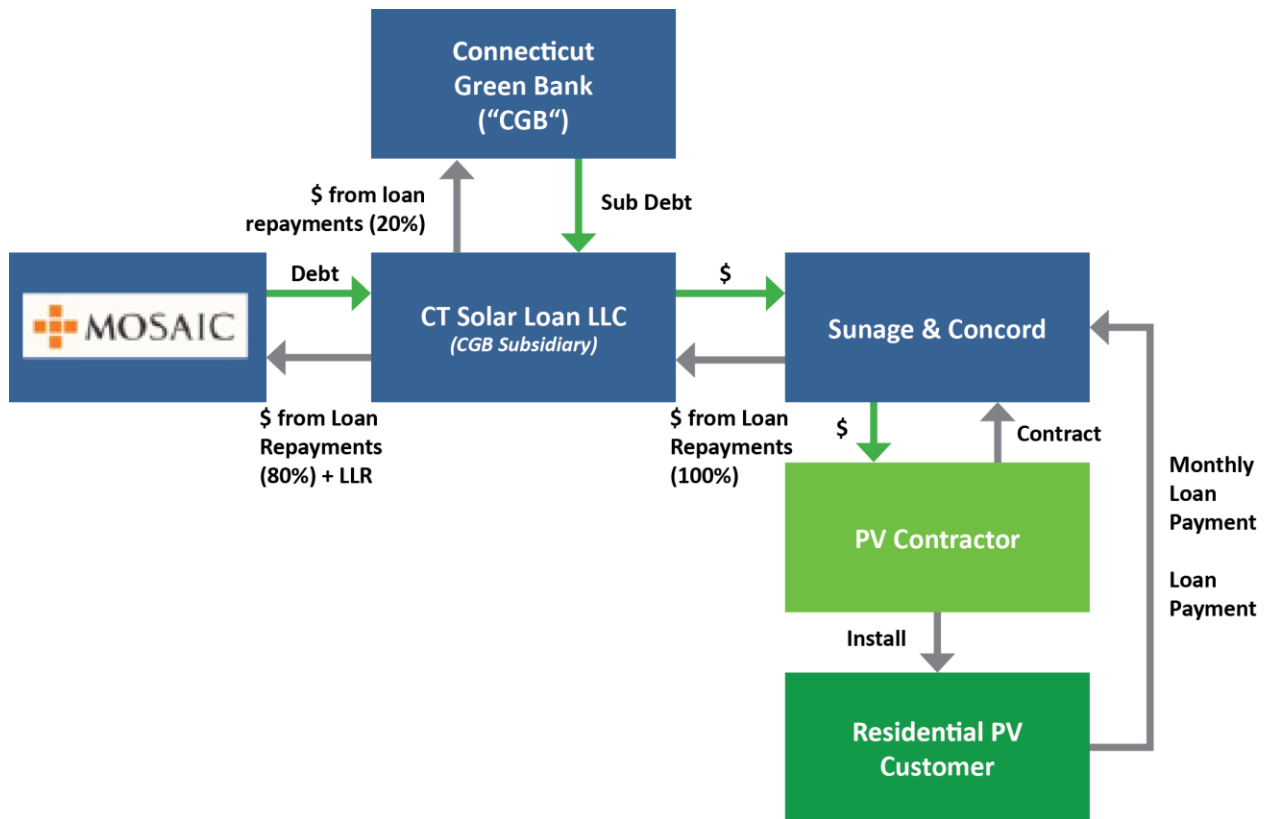 Connecticut
Green Bank
(“CGB“)
$ from loan
repayments (20%)
Sub Debt
Debt
$
MOSAIC
CT Solar Loan LLC
(CGB Subsidiary)
Sunage & Concord
$ from Loan
Repayments
(80%) + LLR
$ from Loan
Repayments
(100%)
$
Contract
Monthly
Loan
Payment
PV Contractor
Loan
Payment
Install
Residential PV
Customer